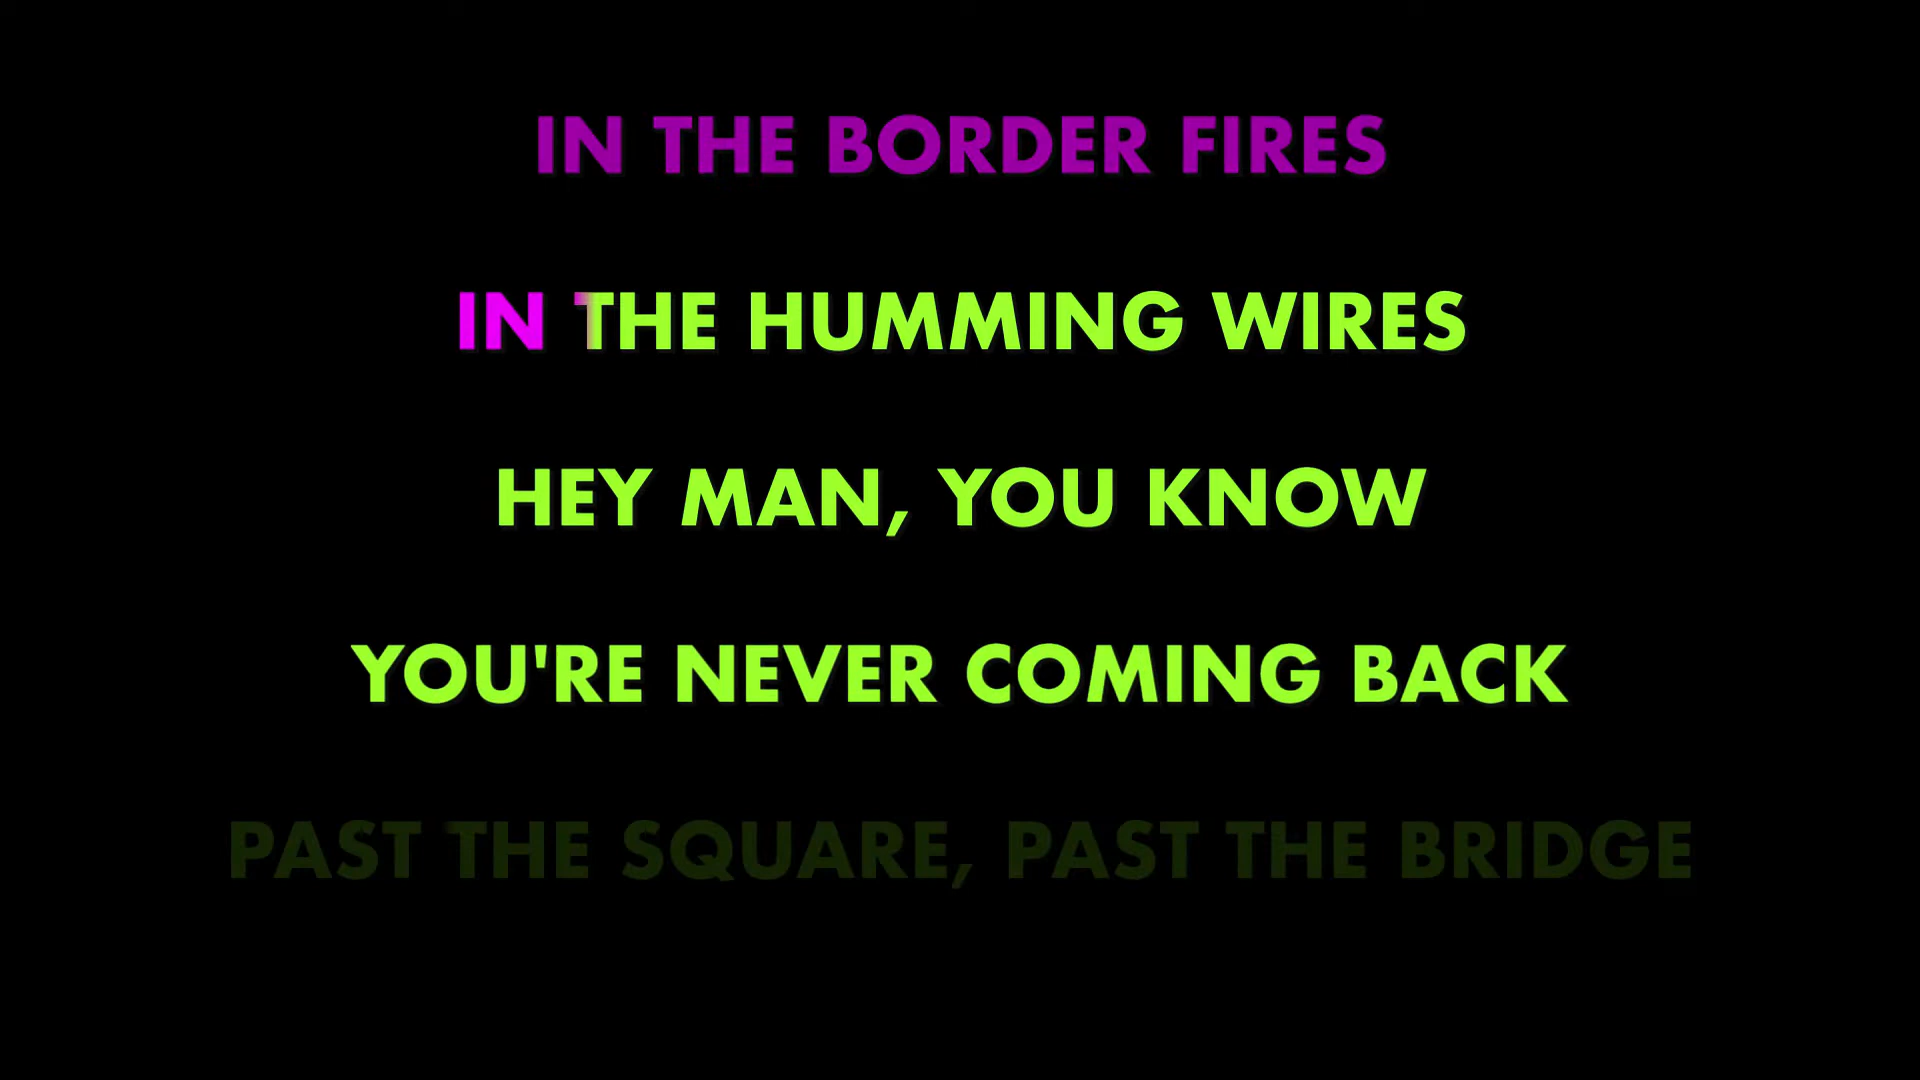 IN THE BORDER FIRES
IN THE HUMMING WIRES
HEY MAN, YOU KNOW
YOU'RE NEVER COMING BACK
PAST THE SQUARE, PAST THE BRIDGE